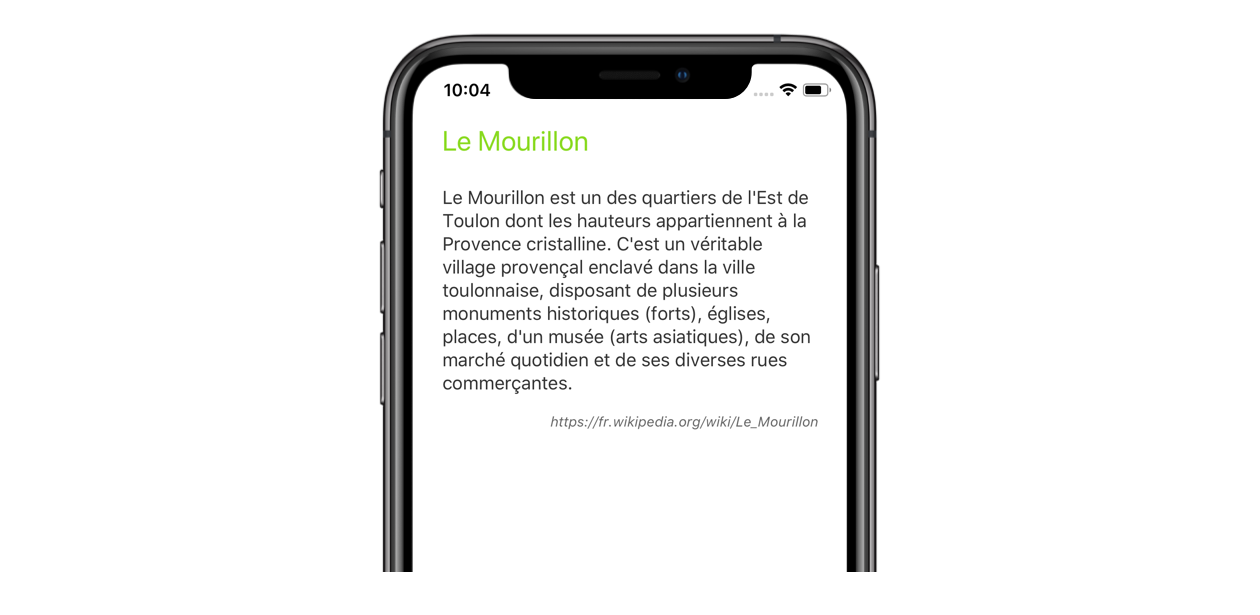 10:04
Le Mourillon
Le Mourillon est un des quartiers de l'Est de
Toulon dont les hauteurs appartiennent à la
Provence cristalline. C'est un véritable
village provençal enclavé dans la ville
toulonnaise, disposant de plusieurs
monuments historiques (forts), églises,
places, d'un musée (arts asiatiques), de son
marché quotidien et de ses diverses rues
commerçantes.
https://fr.wikipedia.org/wiki/Le_Mourillon